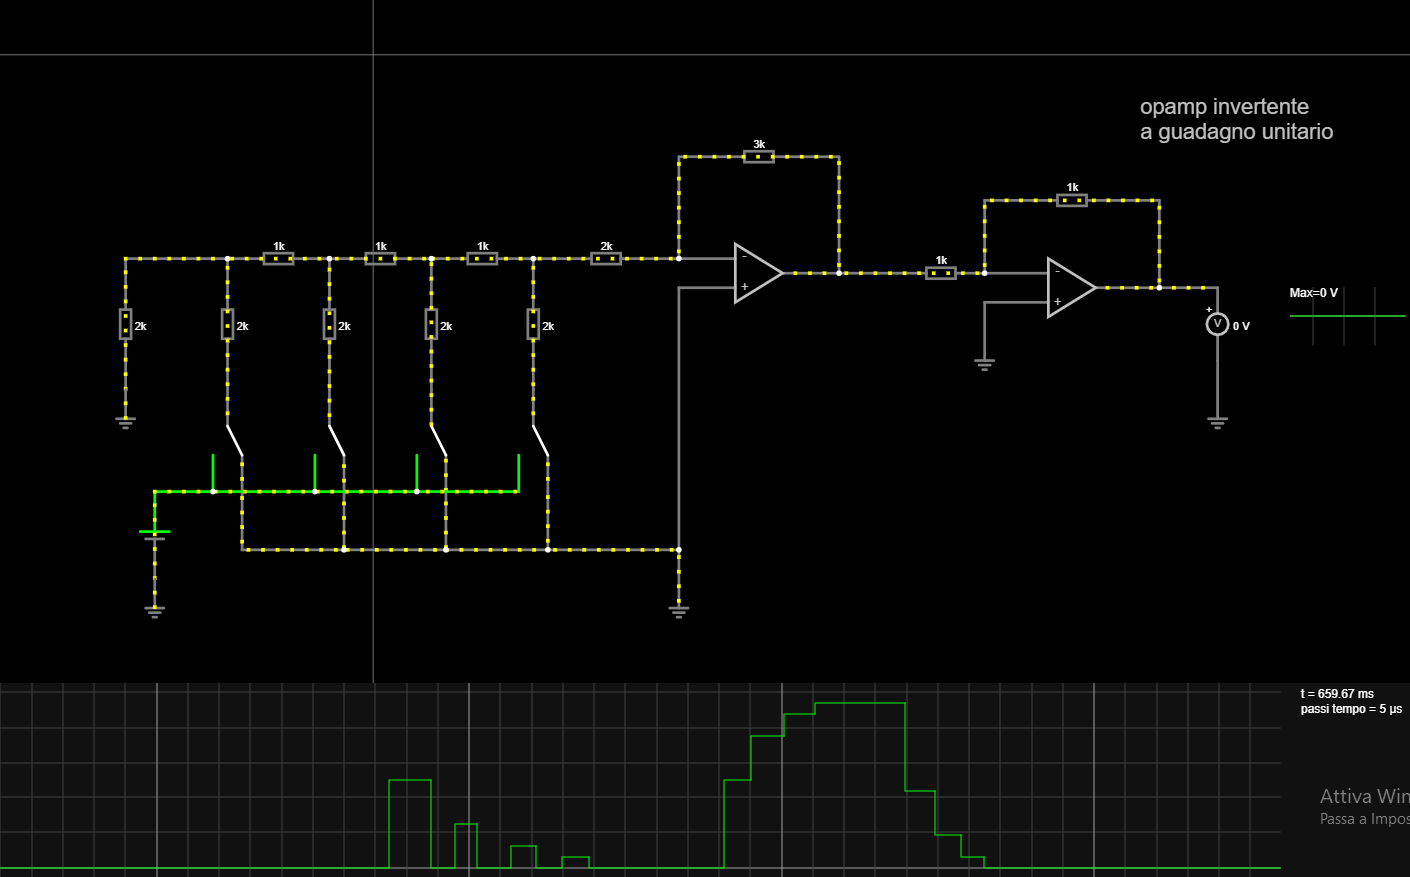 opamp invertente
a guadagno unitario
3k
1k
1k
1k
1k
2k
1k
-
+
-
+
Max=0 V
+
V
0 V
2k
2k
2k
2k
2k
t = 659.67 ms
passi tempo = 5 µs
Attiva Win
Passa a Impos